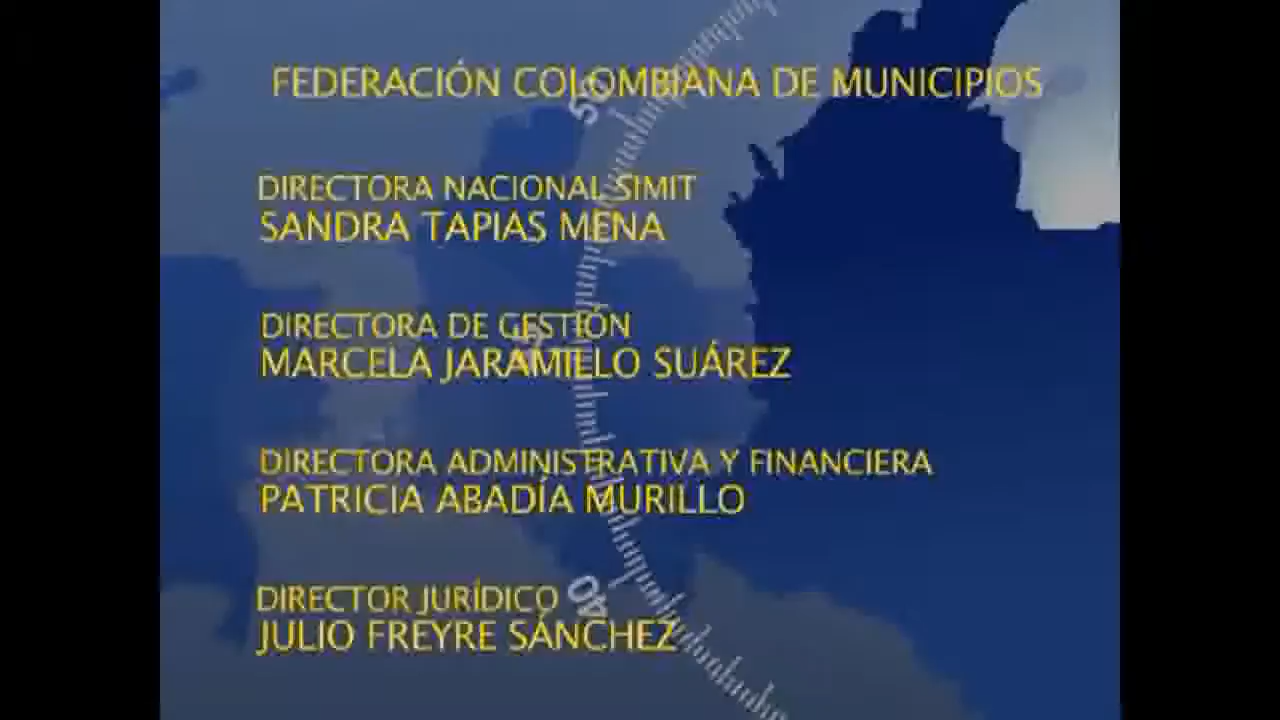 FEDERACIÓN COLOMBIANA DE MUNICIPIOS
DIRECTORA NACIONAL SIMIT
SANDRA TAPIAS MENA
DIRECTORA DE GESTIÓN
MARCELA JARAMILLO SUÁREZ
DIRECTORA ADMINISTRATIVA Y FINANCIERA
PATRICIA ABADÍA MURILLO
DIRECTOR JURÍDICO
JULIO FREYRE SÁNCHEZ
40